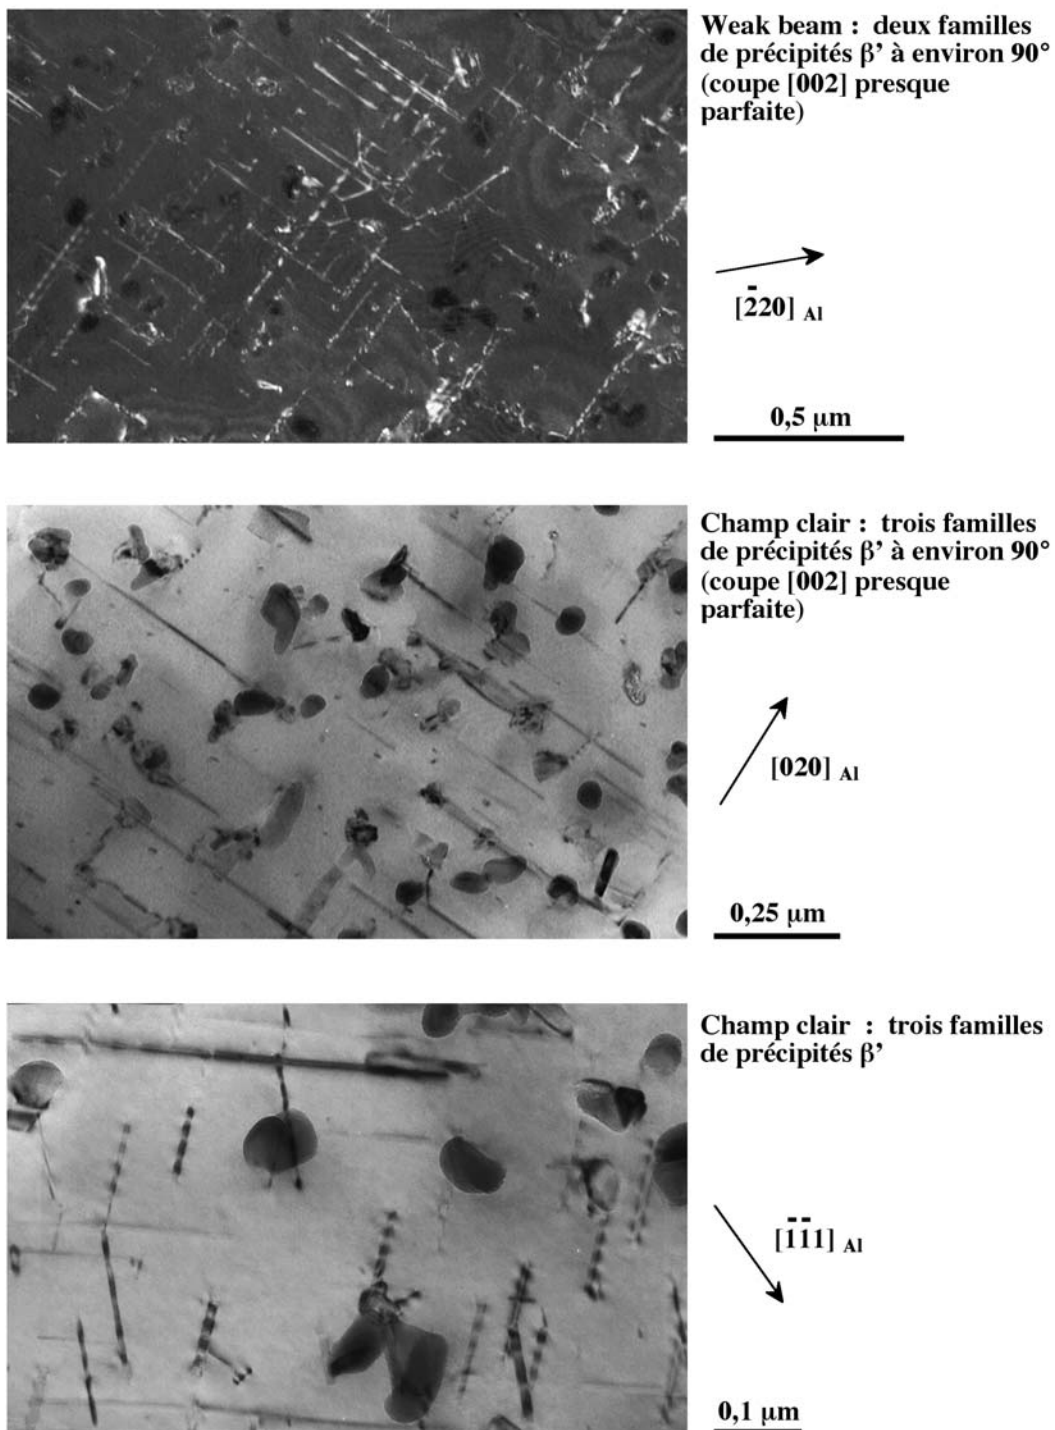 Weak beam : deux familles
de précipités β’ à environ 90°
(coupe [002] presque
parfaite)
[2̄20] Al
0,5 µm
Champ clair : trois familles
de précipités β’ à environ 90°
(coupe [002] presque
parfaite)
[020] Al
0,25 µm
Champ clair : trois familles
de précipités β’
[1̄1̄1] Al
0,1 µm